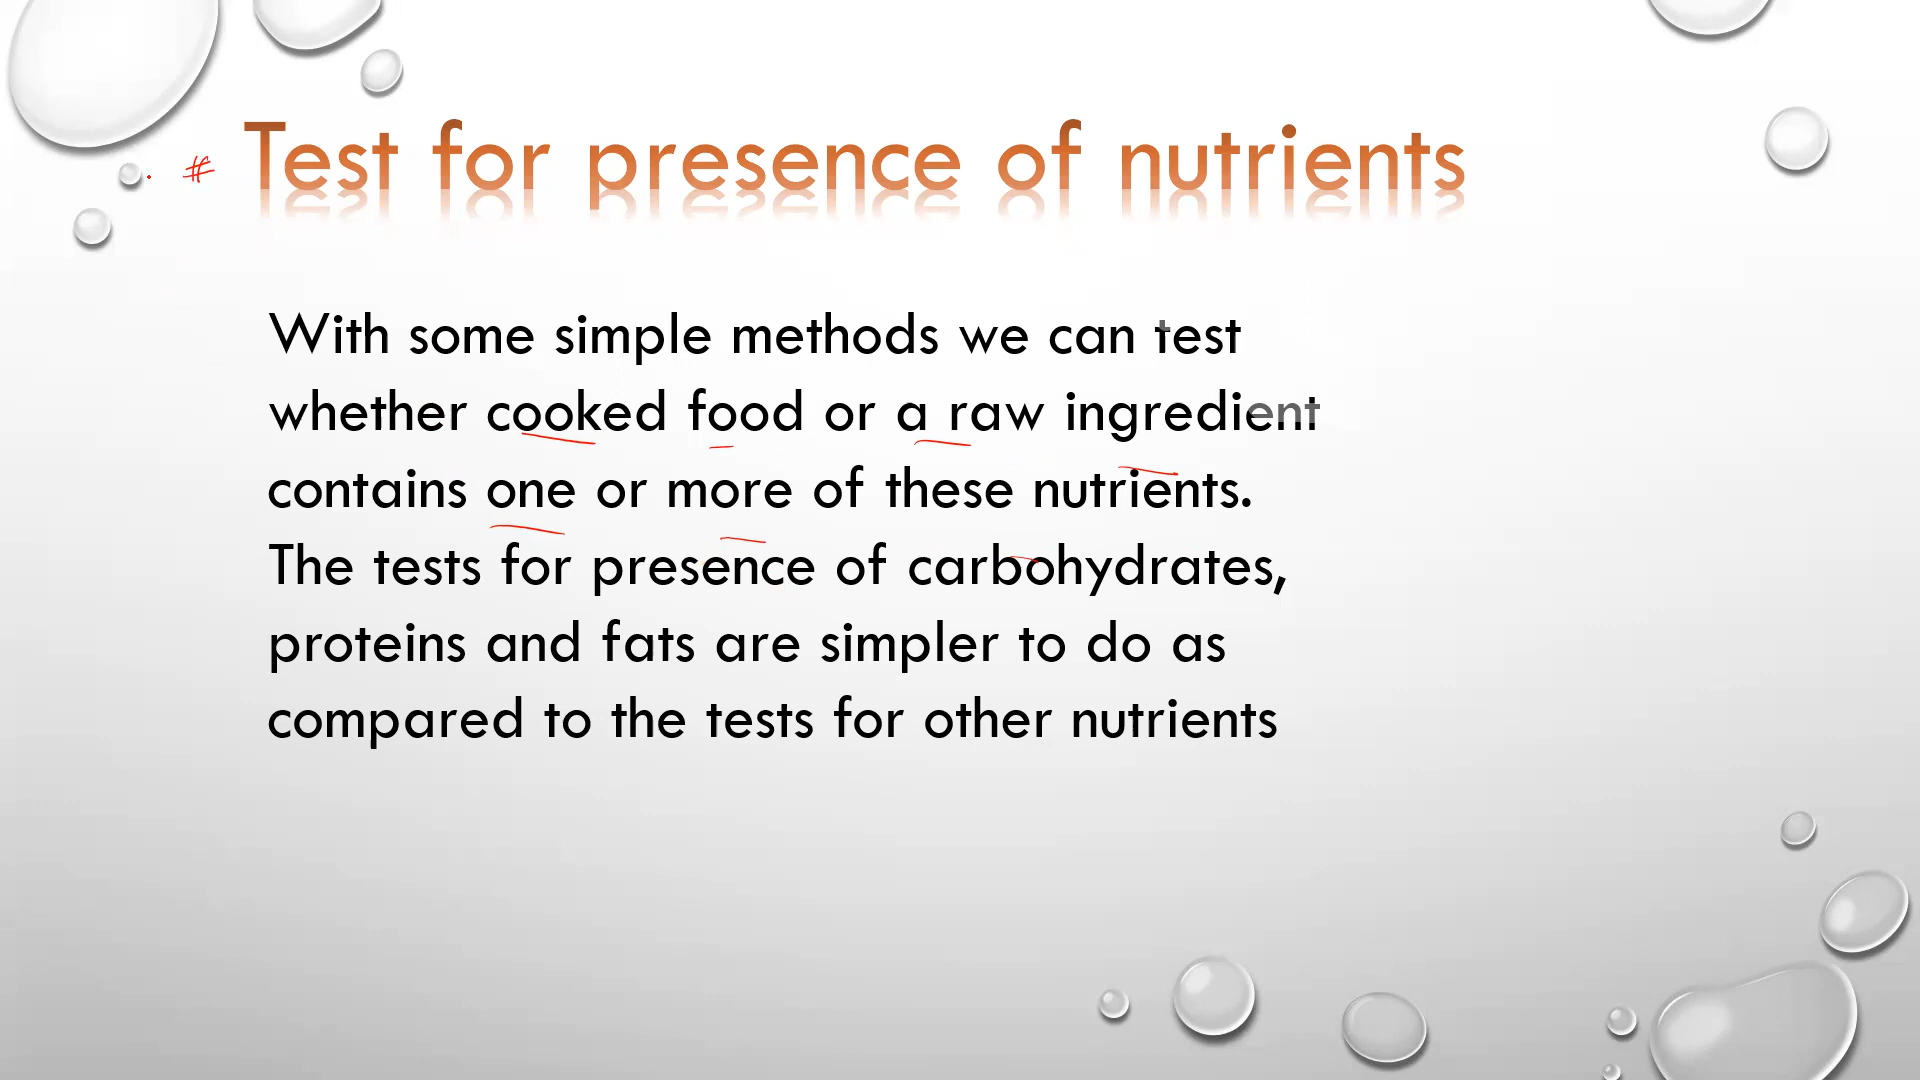 # Test for presence of nutrients
With some simple methods we can test
whether cooked food or a raw ingredient
contains one or more of these nutrients.
The tests for presence of carbohydrates,
proteins and fats are simpler to do as
compared to the tests for other nutrients